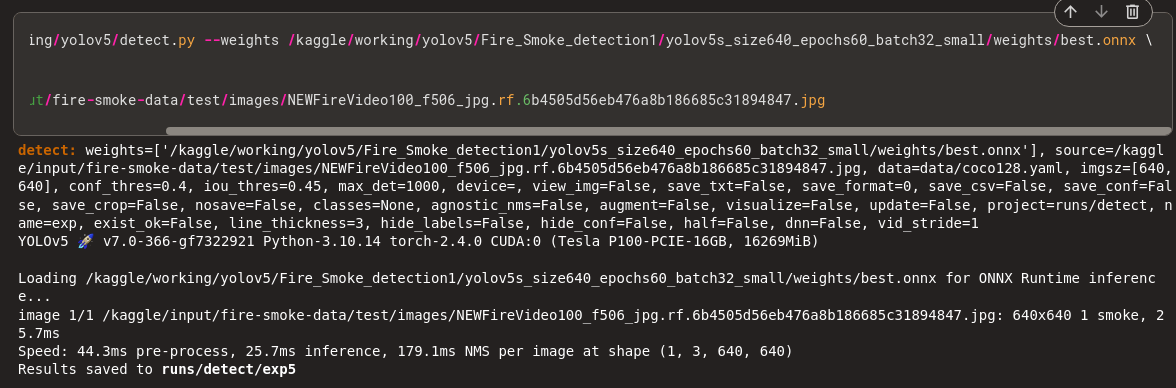 ing/yolov5/detect.py --weights /kaggle/working/yolov5/Fire_Smoke_detection1/yolov5s_size640_epochs60_batch32_small/weights/best.onnx \
ut/fire-smoke-data/test/images/NEWFireVideo100_f506_jpg.rf.6b4505d56eb476a8b186685c31894847.jpg
detect: weights=['/kaggle/working/yolov5/Fire_Smoke_detection1/yolov5s_size640_epochs60_batch32_small/weights/best.onnx'], source=/kaggl
e/input/fire-smoke-data/test/images/NEWFireVideo100_f506_jpg.rf.6b4505d56eb476a8b186685c31894847.jpg, data=data/coco128.yaml, imgsz=[640,
640], conf_thres=0.4, iou_thres=0.45, max_det=1000, device=, view_img=False, save_txt=False, save_format=0, save_csv=False, save_conf=Fal
se, save_crop=False, nosave=False, classes=None, agnostic_nms=False, augment=False, visualize=False, update=False, project=runs/detect, n
ame=exp, exist_ok=False, line_thickness=3, hide_labels=False, hide_conf=False, half=False, dnn=False, vid_stride=1
YOLOv5 🚀 v7.0-366-gf7322921 Python-3.10.14 torch-2.4.0 CUDA:0 (Tesla P100-PCIE-16GB, 16269MiB)
Loading /kaggle/working/yolov5/Fire_Smoke_detection1/yolov5s_size640_epochs60_batch32_small/weights/best.onnx for ONNX Runtime inferenc
e...
image 1/1 /kaggle/input/fire-smoke-data/test/images/NEWFireVideo100_f506_jpg.rf.6b4505d56eb476a8b186685c31894847.jpg: 640x640 1 smoke, 2
5.7ms
Speed: 44.3ms pre-process, 25.7ms inference, 179.1ms NMS per image at shape (1, 3, 640, 640)
Results saved to runs/detect/exp5